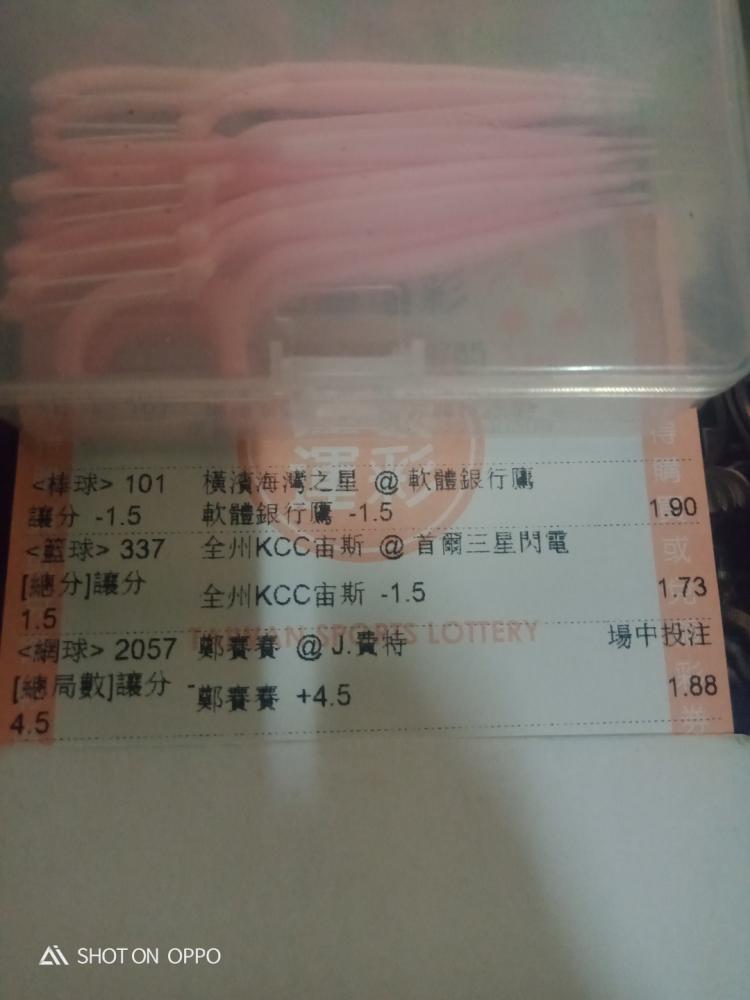 運彩
<棒球> 101 橫濱海灣之星 @ 軟體銀行鷹
讓分 -1.5 軟體銀行鷹 -1.5 1.90
<籃球> 337 全州KCC宙斯 @ 首爾三星閃電
[總分]讓分 全州KCC宙斯 -1.5 1.73
1.5
TAIWAN SPORTS LOTTERY
<網球> 2057 鄭賽賽 @ J.費特 場中投注
[總局數]讓分 - 鄭賽賽 +4.5 1.88
4.5
得購
或
券
SHOT ON OPPO